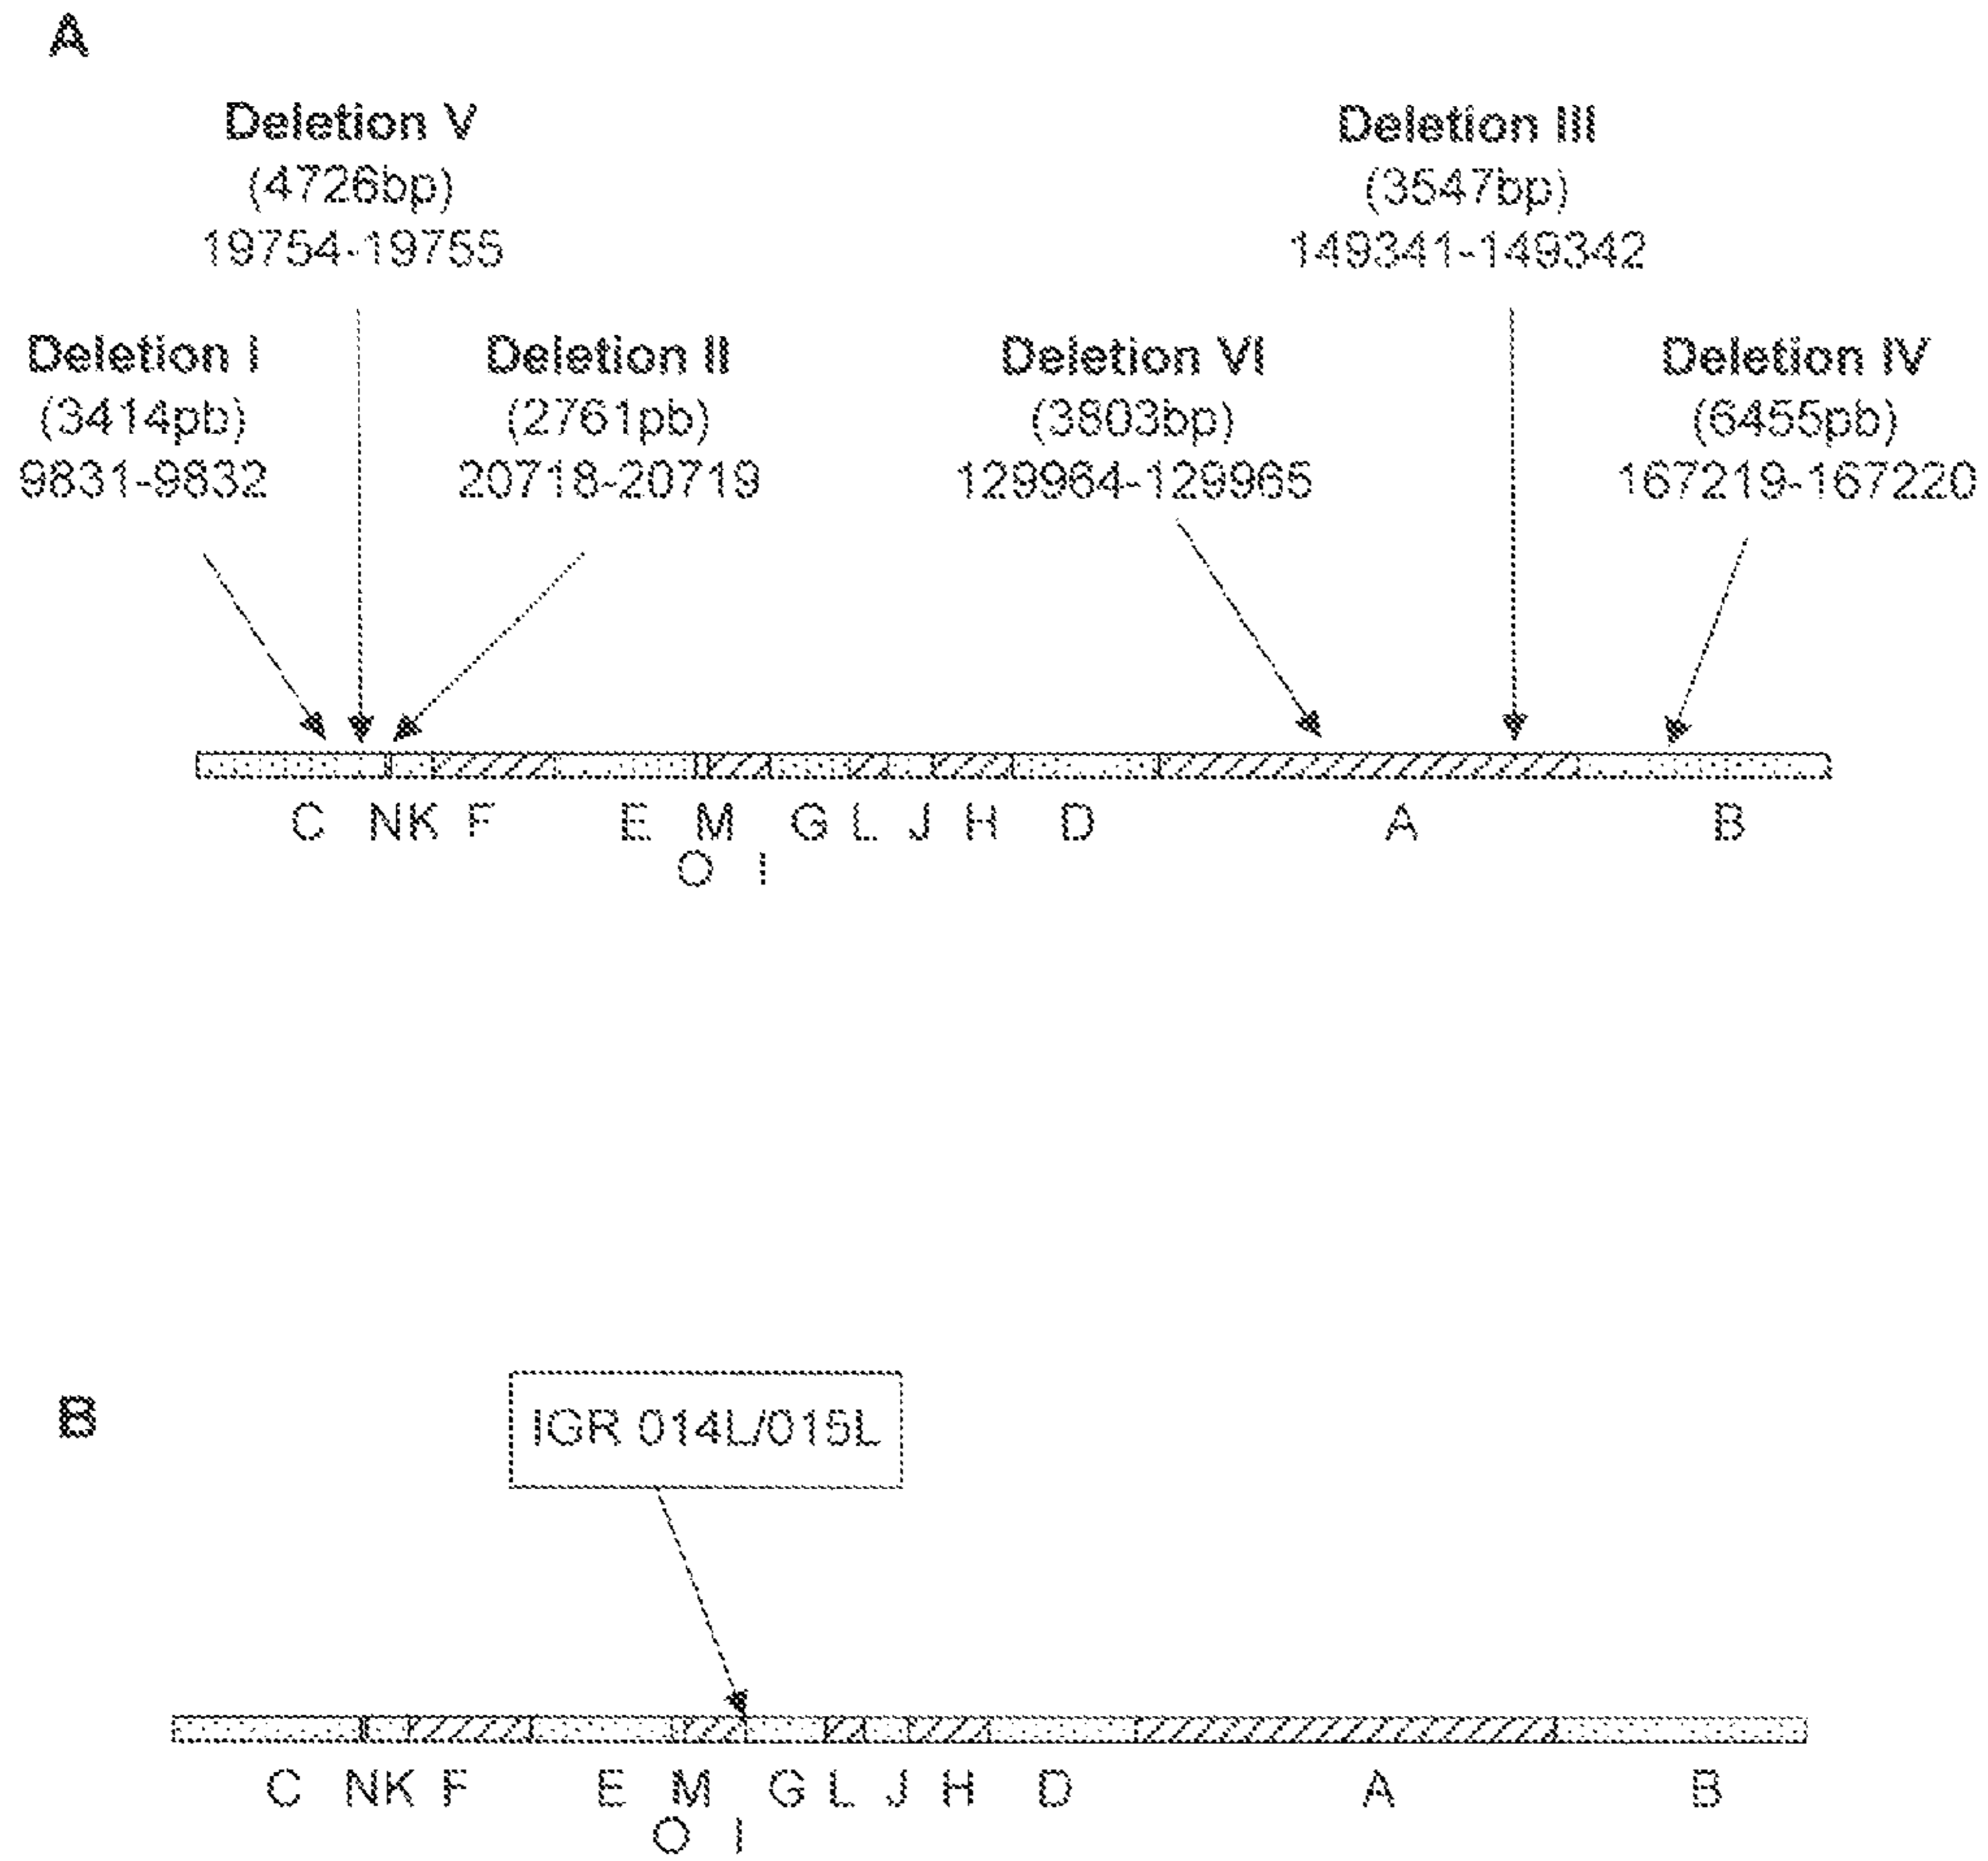 A
Deletion V
(4726bp)
19754-19755
Deletion III
(3547bp)
149341-149342
Deletion I
(3414pb)
9831-9832
Deletion II
(2761pb)
20718-20719
Deletion VI
(3803bp)
129964-129965
Deletion IV
(6455pb)
167219-167220
C NK F E M G L J H D A B
O I
B
IGR 014L/015L
C NK F E M G L J H D A B
O I